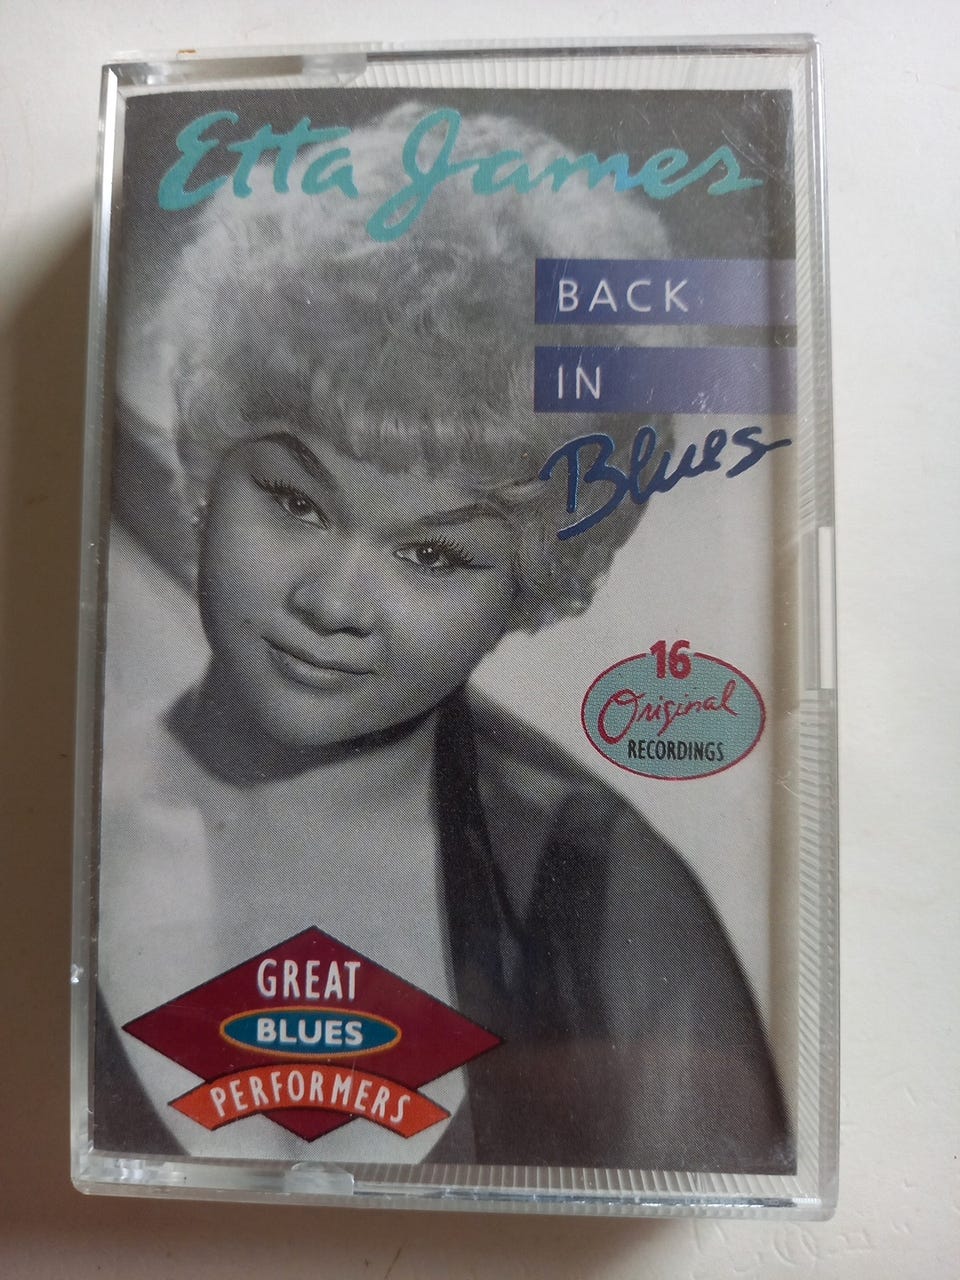 Etta James
BACK
IN
Blues
16
Original
RECORDINGS
GREAT
BLUES
PERFORMERS